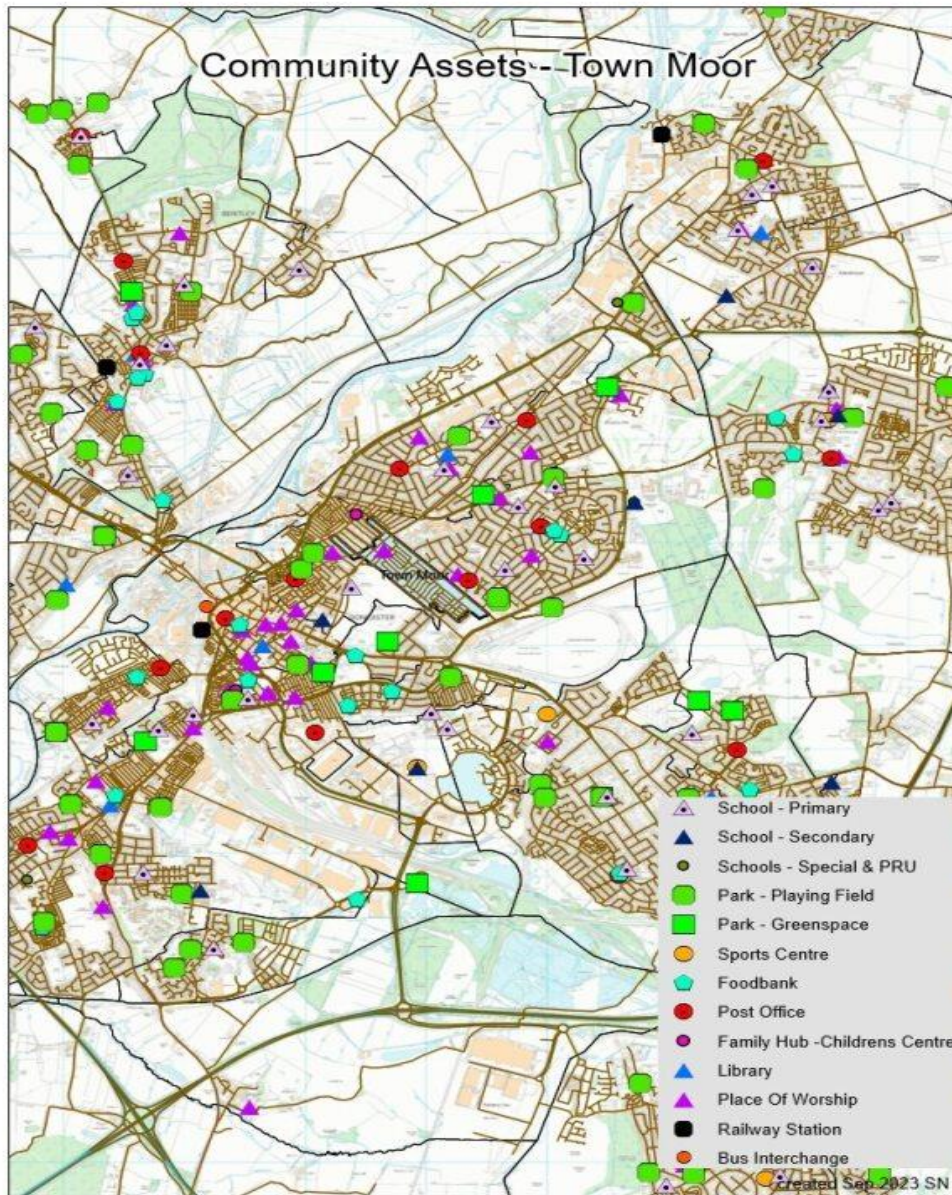 Community Assets - Town Moor
BENTLEY
Town Moor
School - Primary
School - Secondary
Schools - Special & PRU
Park - Playing Field
Park - Greenspace
Sports Centre
Foodbank
Post Office
Family Hub -Childrens Centre
Library
Place Of Worship
Railway Station
Bus Interchange
created Sep 2023